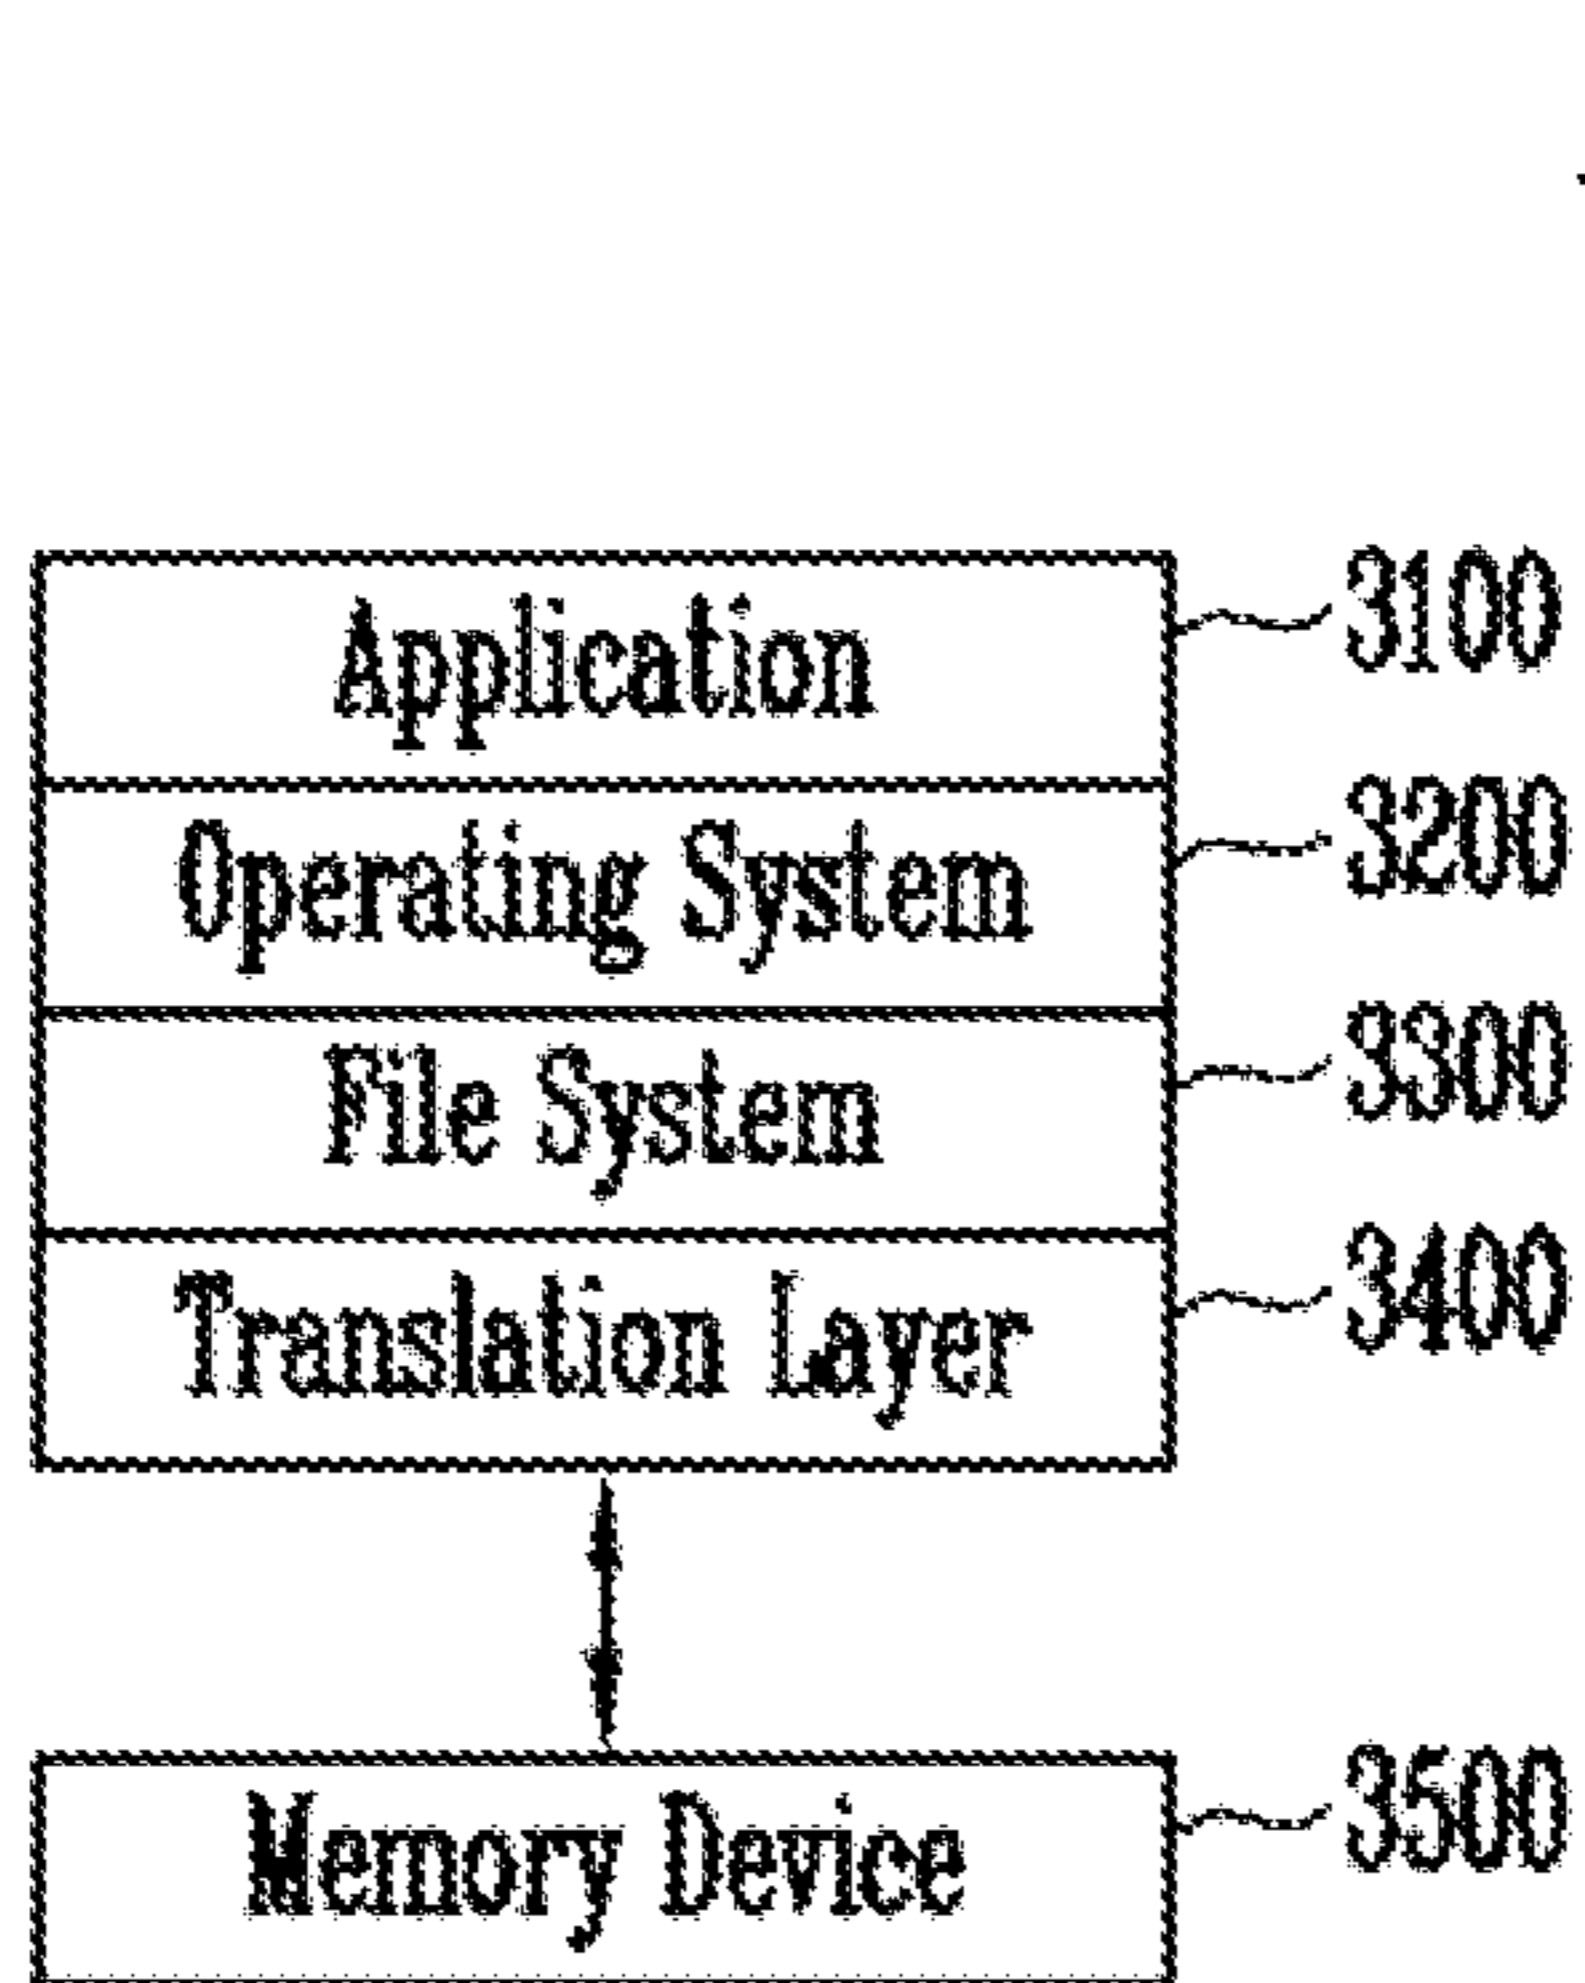 Application 3100
Operating System 3200
File System 3300
Translation Layer 3400
Memory Device 3500